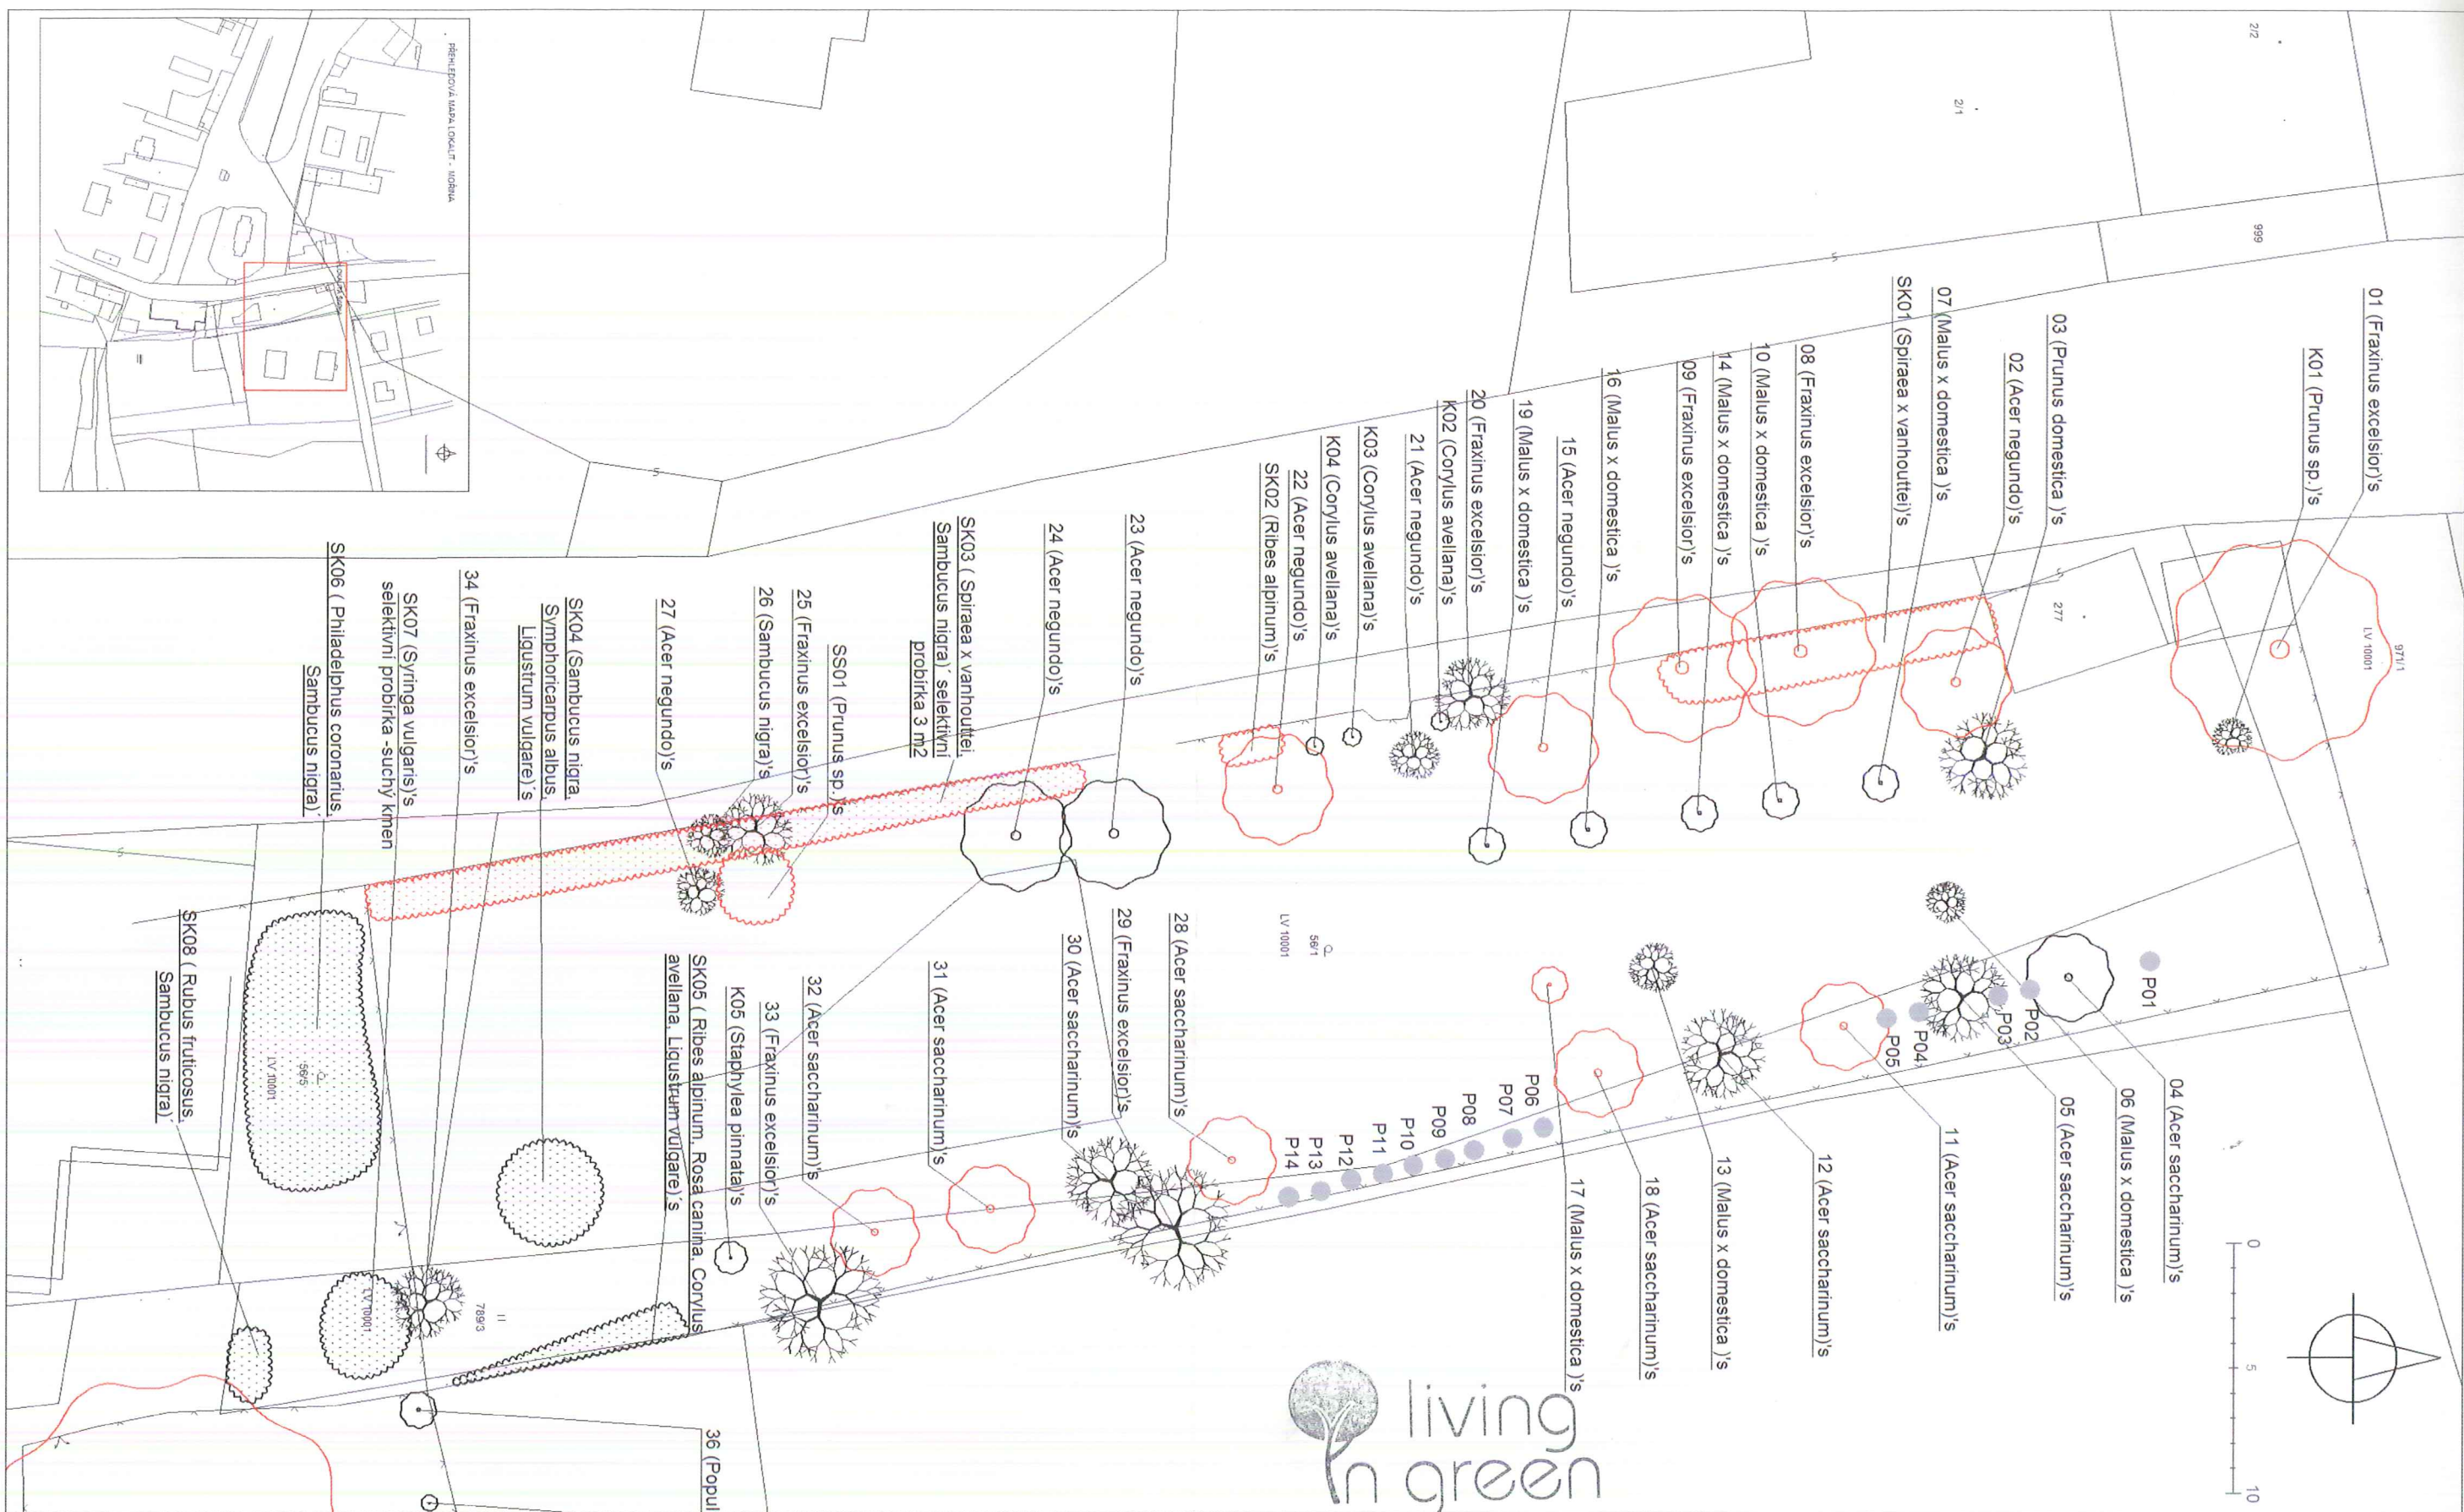 2/2
2/1
999
277
971/1
LV 10001
01 (Fraxinus excelsior)'s
K01 (Prunus sp.)'s
03 (Prunus domestica )'s
02 (Acer negundo)'s
07 (Malus x domestica )'s
SK01 (Spiraea x vanhouttei)'s
08 (Fraxinus excelsior)'s
10 (Malus x domestica )'s
14 (Malus x domestica )'s
09 (Fraxinus excelsior)'s
16 (Malus x domestica )'s
15 (Acer negundo)'s
19 (Malus x domestica )'s
20 (Fraxinus excelsior)'s
K02 (Corylus avellana)'s
21 (Acer negundo)'s
K03 (Corylus avellana)'s
K04 (Corylus avellana)'s
22 (Acer negundo)'s
SK02 (Ribes alpinum)'s
23 (Acer negundo)'s
24 (Acer negundo)'s
SK03 ( Spiraea x vanhouttei,
Sambucus nigra)´ selektivní
probírka 3 m2
SS01 (Prunus sp.)'s
25 (Fraxinus excelsior)'s
26 (Sambucus nigra)'s
27 (Acer negundo)'s
SK04 (Sambucus nigra,
Symphoricarpus albus,
Ligustrum vulgare)´s
34 (Fraxinus excelsior)'s
SK07 (Syringa vulgaris)'s
selektivní probírka -suchý kmen
SK06 ( Philadelphus coronarius,
Sambucus nigra)´
SK08 ( Rubus fruticosus,
Sambucus nigra)´
P01
P02
P03
P04
P05
P06
P07
P08
P09
P10
P11
P12
P13
P14
04 (Acer saccharinum)'s
06 (Malus x domestica )'s
05 (Acer saccharinum)'s
11 (Acer saccharinum)'s
12 (Acer saccharinum)'s
13 (Malus x domestica )'s
18 (Acer saccharinum)'s
17 (Malus x domestica )'s
56/1
LV 10001
28 (Acer saccharinum)'s
29 (Fraxinus excelsior)'s
30 (Acer saccharinum)'s
31 (Acer saccharinum)'s
32 (Acer saccharinum)'s
33 (Fraxinus excelsior)'s
K05 (Staphylea pinnata)'s
SK05 ( Ribes alpinum, Rosa canina, Corylus
avellana, Ligustrum vulgare)´s
56/5
LV 10001
LV 10001
789/3
36 (Popul
0
5
10
living
in green
PŘEHLEDOVÁ MAPA LOKALIT - MOŘINA